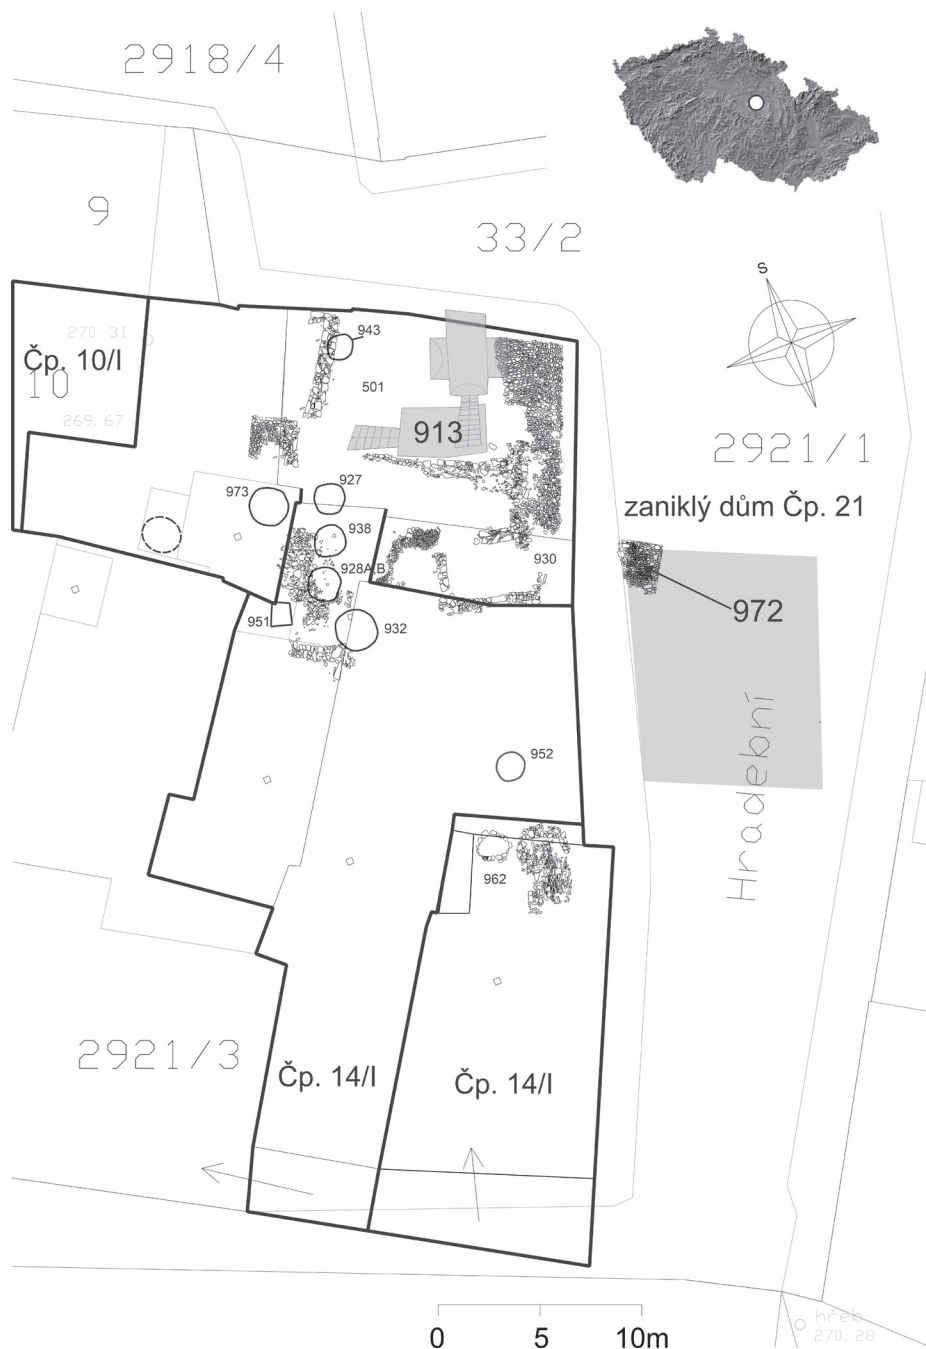 2918/4
9
33/2
S
270.31
Čp. 10/I
10
269.67
943
501
913
2921/1
zaniklý dům Čp. 21
973
927
938
930
928A,B
972
951
932
Hradební
952
962
2921/3
Čp. 14/I
Čp. 14/I
hřeb
270.28
0 5 10m